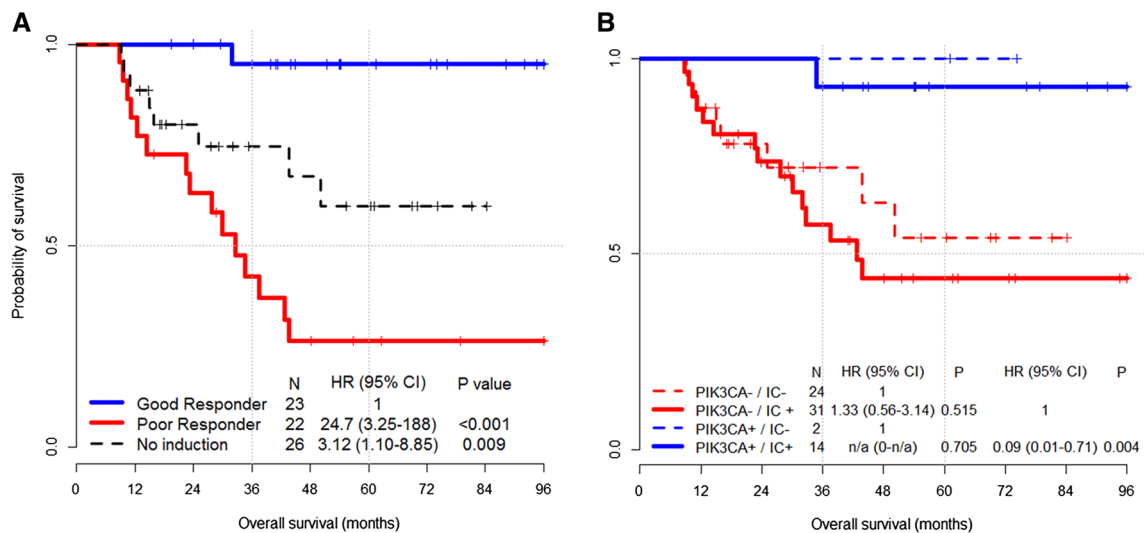 A
Probability of survival
1.0
0.5
0.0
N HR (95% CI) P value
Good Responder 23 1
Poor Responder 22 24.7 (3.25-188) <0.001
No induction 26 3.12 (1.10-8.85) 0.009
0 12 24 36 48 60 72 84 96
Overall survival (months)
B
1.0
0.5
0.0
N HR (95% CI) P HR (95% CI) P
PIK3CA- / IC- 24 1
PIK3CA- / IC + 31 1.33 (0.56-3.14) 0.515 1
PIK3CA+ / IC- 2 1
PIK3CA+ / IC+ 14 n/a (0-n/a) 0.705 0.09 (0.01-0.71) 0.004
0 12 24 36 48 60 72 84 96
Overall survival (months)